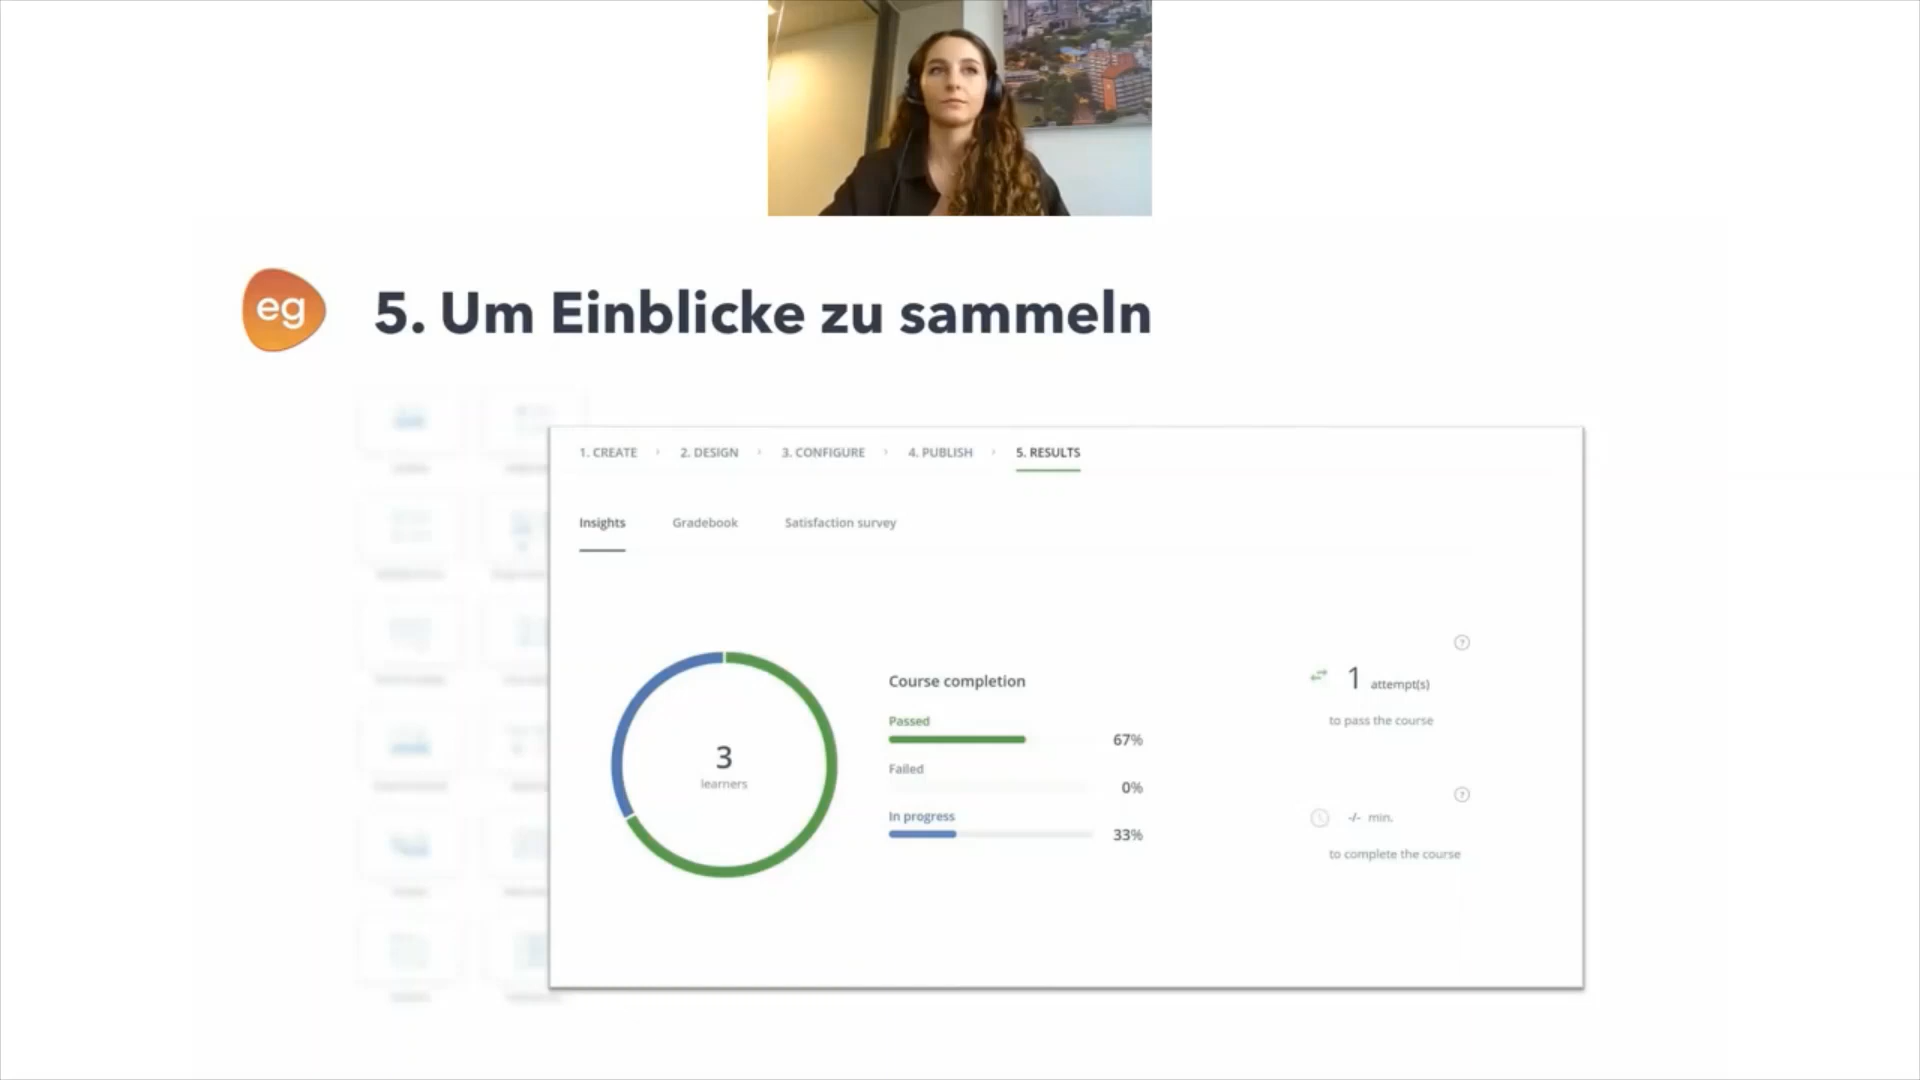 eg
5. Um Einblicke zu sammeln
1. CREATE › 2. DESIGN › 3. CONFIGURE › 4. PUBLISH › 5. RESULTS
Insights Gradebook Satisfaction survey
3
learners
Course completion
Passed
67%
Failed
0%
In progress
33%
?
1 attempt(s)
to pass the course
?
-/- min.
to complete the course